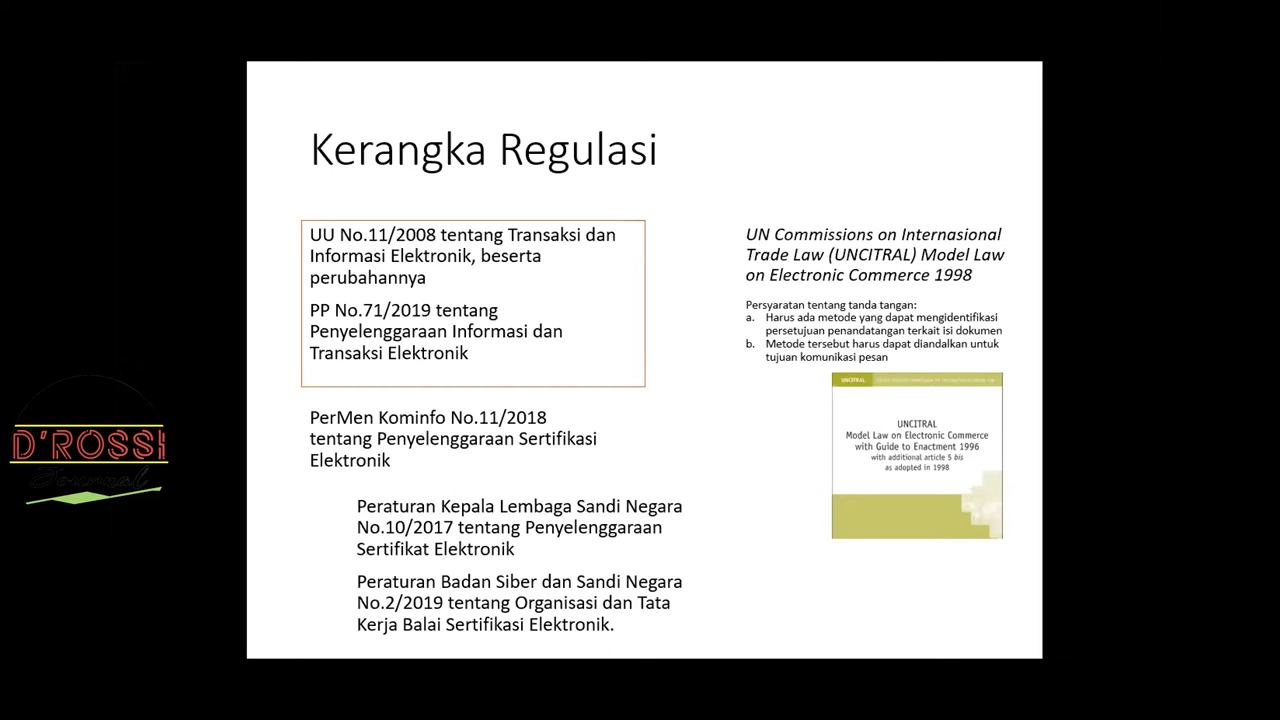 Kerangka Regulasi
UU No.11/2008 tentang Transaksi dan
Informasi Elektronik, beserta
perubahannya
PP No.71/2019 tentang
Penyelenggaraan Informasi dan
Transaksi Elektronik
PerMen Kominfo No.11/2018
tentang Penyelenggaraan Sertifikasi
Elektronik
Peraturan Kepala Lembaga Sandi Negara
No.10/2017 tentang Penyelenggaraan
Sertifikat Elektronik
Peraturan Badan Siber dan Sandi Negara
No.2/2019 tentang Organisasi dan Tata
Kerja Balai Sertifikasi Elektronik.
UN Commissions on Internasional
Trade Law (UNCITRAL) Model Law
on Electronic Commerce 1998
Persyaratan tentang tanda tangan:
a. Harus ada metode yang dapat mengidentifikasi
persetujuan penandatangan terkait isi dokumen
b. Metode tersebut harus dapat diandalkan untuk
tujuan komunikasi pesan
UNCITRAL
UNCITRAL
Model Law on Electronic Commerce
with Guide to Enactment 1996
with additional article 5 bis
as adopted in 1998
D'ROSSI
Journal